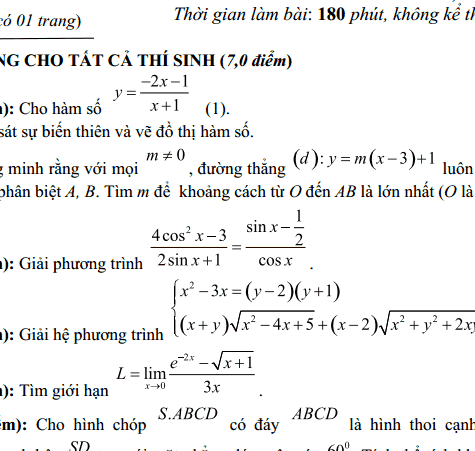 có 01 trang)
Thời gian làm bài: 180 phút, không kể th
NG CHO TẤT CẢ THÍ SINH (7,0 điểm)
m): Cho hàm số y = \frac{-2x-1}{x+1} (1).
sát sự biến thiên và vẽ đồ thị hàm số.
g minh rằng với mọi m ≠ 0, đường thẳng (d): y = m(x-3)+1 luôn
phân biệt A, B. Tìm m để khoảng cách từ O đến AB là lớn nhất (O là
m): Giải phương trình \frac{4\cos^2 x - 3}{2\sin x + 1} = \frac{\sin x - \frac{1}{2}}{\cos x}.
m): Giải hệ phương trình \begin{cases} x^2 - 3x = (y-2)(y+1) \\ (x+y)\sqrt{x^2-4x+5} + (x-2)\sqrt{x^2+y^2+2xy} \end{cases}
m): Tìm giới hạn L = \lim_{x \to 0} \frac{e^{-2x} - \sqrt{x+1}}{3x}.
ểm): Cho hình chóp S.ABCD có đáy ABCD là hình thoi cạnh
SD 60^0